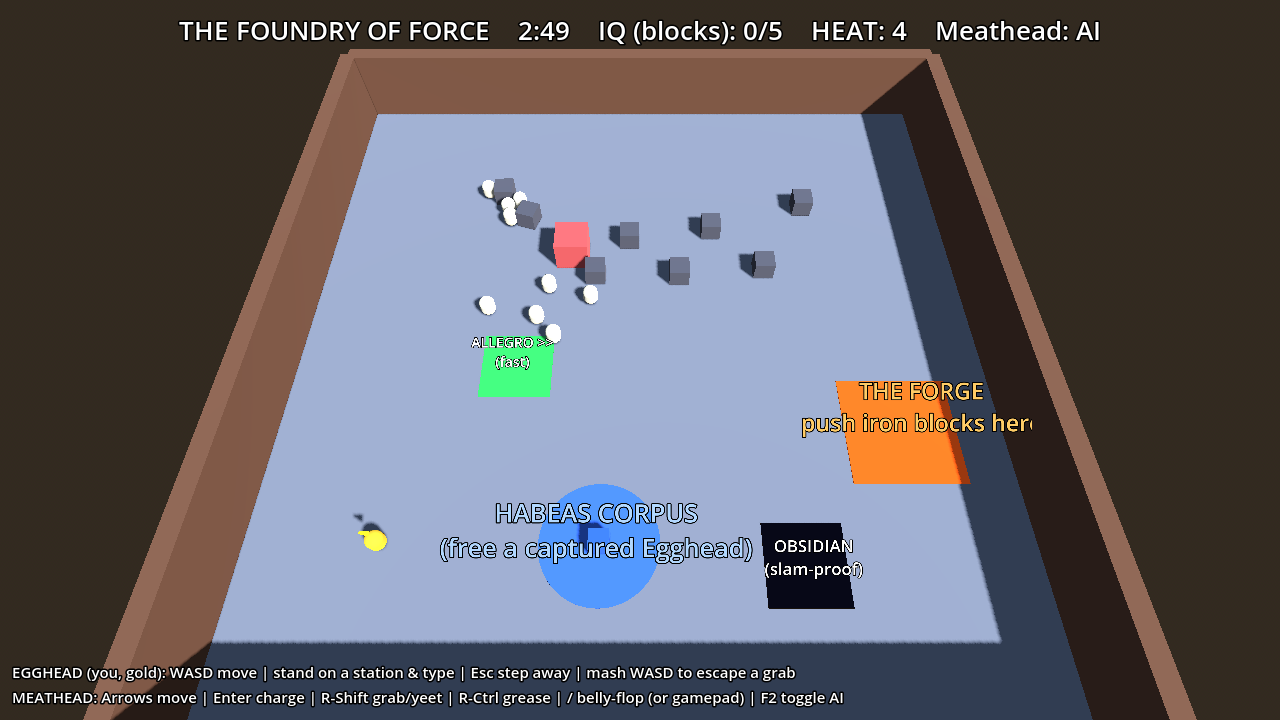 THE FOUNDRY OF FORCE    2:49    IQ (blocks): 0/5    HEAT: 4    Meathead: AI
ALLEGRO >>
(fast)
THE FORGE
push iron blocks here
HABEAS CORPUS
(free a captured Egghead)
OBSIDIAN
(slam-proof)
EGGHEAD (you, gold): WASD move | stand on a station & type | Esc step away | mash WASD to escape a grab
MEATHEAD: Arrows move | Enter charge | R-Shift grab/yeet | R-Ctrl grease | / belly-flop (or gamepad) | F2 toggle AI